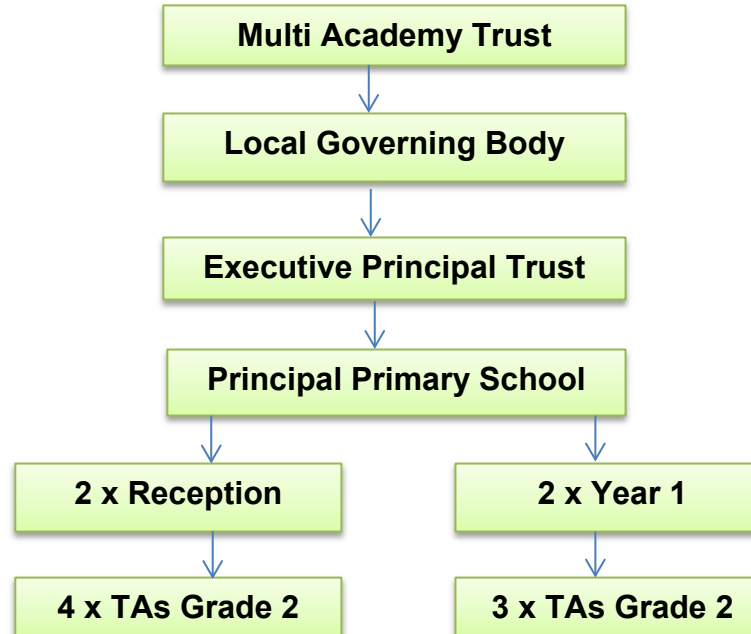 Multi Academy Trust
Local Governing Body
Executive Principal Trust
Principal Primary School
2 x Reception
2 x Year 1
4 x TAs Grade 2
3 x TAs Grade 2